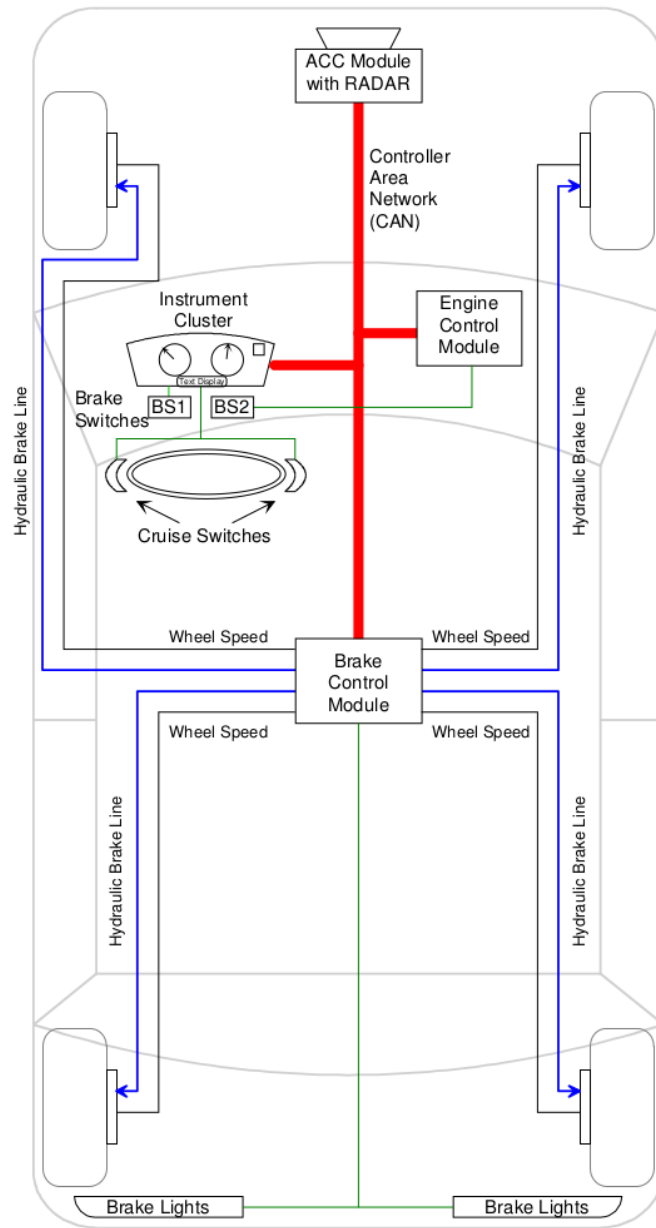 ACC Module
with RADAR
Controller
Area
Network
(CAN)
Instrument
Cluster
Engine
Control
Module
Text Display
Brake
Switches
BS1
BS2
Hydraulic Brake Line
Hydraulic Brake Line
Cruise Switches
Wheel Speed
Wheel Speed
Brake
Control
Module
Wheel Speed
Wheel Speed
Hydraulic Brake Line
Hydraulic Brake Line
Brake Lights
Brake Lights